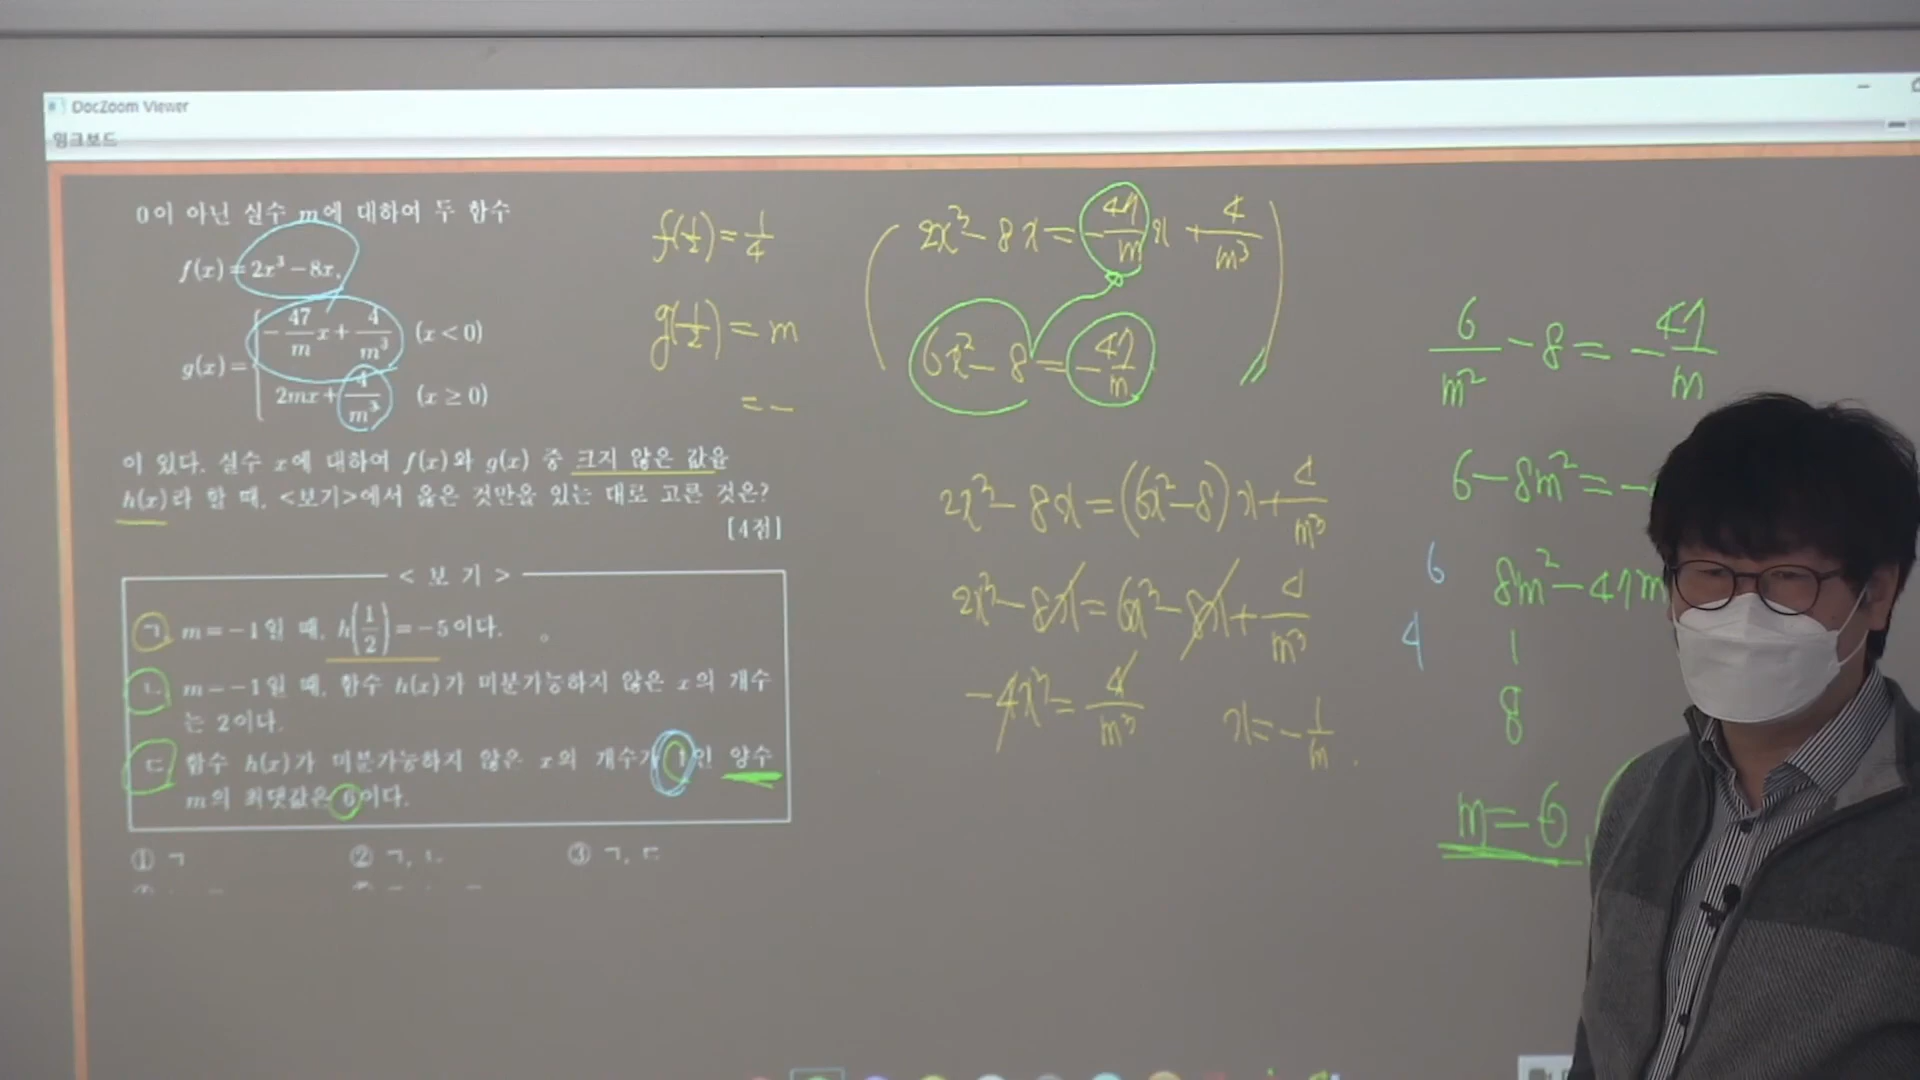 DocZoom Viewer
잉크보드
0이 아닌 실수 m에 대하여 두 함수
f(x)=2x³-8x,
g(x)={ -47/m x+4/m³ (x<0)
2mx+4/m³ (x≥0)
이 있다. 실수 x에 대하여 f(x)와 g(x) 중 크지 않은 값을
h(x)라 할 때, <보기>에서 옳은 것만을 있는 대로 고른 것은?
[4점]
<보 기>
ㄱ. m=-1일 때, h(1/2)=-5이다.
ㄴ. m=-1일 때, 함수 h(x)가 미분가능하지 않은 x의 개수
는 2이다.
ㄷ. 함수 h(x)가 미분가능하지 않은 x의 개수가 1인 양수
m의 최댓값은 6이다.
① ㄱ ② ㄱ, ㄴ ③ ㄱ, ㄷ
f(1/2)=1/4
g(1/2)=m
=-
2x³-8x=-47/m x+4/m³
6x²-8=-47/m
2x³-8x=(6x²-8)x+4/m³
2x³-8x=6x³-8x+4/m³
-4x³=4/m³ x=-1/m.
6/m²-8=-47/m
6-8m²=-
8m²-47m
6 1
4 8
m=6